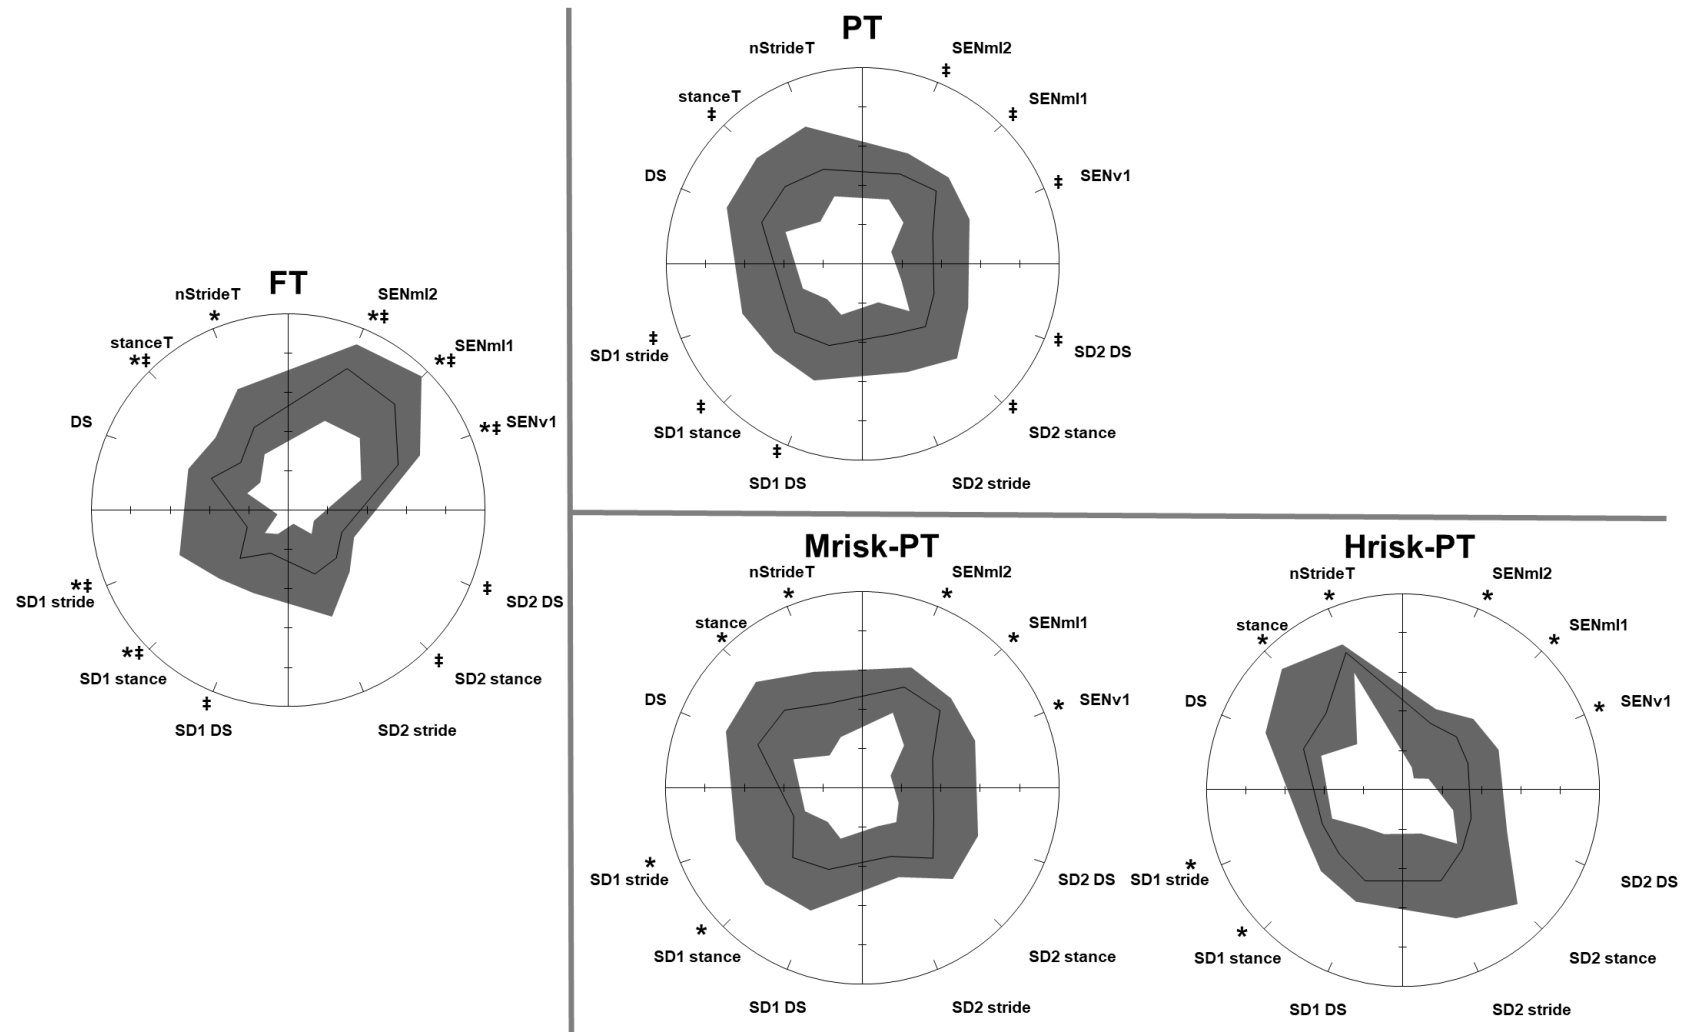 FT
nStrideT
*
SENml2
*‡
stanceT
*‡
SENml1
*‡
DS
SENv1
*‡
SD1 stride
*‡
SD2 DS
‡
SD1 stance
*‡
SD2 stance
‡
SD1 DS
‡
SD2 stride
PT
nStrideT
SENml2
‡
stanceT
‡
SENml1
‡
DS
SENv1
‡
SD1 stride
‡
SD2 DS
‡
SD1 stance
‡
SD2 stance
‡
SD1 DS
‡
SD2 stride
Mrisk-PT
nStrideT
*
SENml2
*
stance
*
SENml1
*
DS
SENv1
*
SD1 stride
*
SD2 DS
SD1 stance
*
SD2 stance
SD1 DS
SD2 stride
Hrisk-PT
nStrideT
*
SENml2
*
stance
*
SENml1
*
DS
SENv1
*
SD1 stride
*
SD2 DS
SD1 stance
*
SD2 stance
SD1 DS
SD2 stride